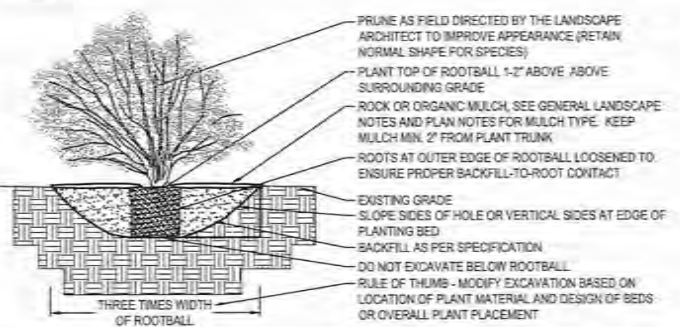 PRUNE AS FIELD DIRECTED BY THE LANDSCAPE
ARCHITECT TO IMPROVE APPEARANCE (RETAIN
NORMAL SHAPE FOR SPECIES)
PLANT TOP OF ROOTBALL 1-2" ABOVE ABOVE
SURROUNDING GRADE
ROCK OR ORGANIC MULCH, SEE GENERAL LANDSCAPE
NOTES AND PLAN NOTES FOR MULCH TYPE. KEEP
MULCH MIN. 2" FROM PLANT TRUNK
ROOTS AT OUTER EDGE OF ROOTBALL LOOSENED TO
ENSURE PROPER BACKFILL-TO-ROOT CONTACT
EXISTING GRADE
SLOPE SIDES OF HOLE OR VERTICAL SIDES AT EDGE OF
PLANTING BED
BACKFILL AS PER SPECIFICATION
DO NOT EXCAVATE BELOW ROOTBALL
RULE OF THUMB - MODIFY EXCAVATION BASED ON
LOCATION OF PLANT MATERIAL AND DESIGN OF BEDS
OR OVERALL PLANT PLACEMENT
THREE TIMES WIDTH
OF ROOTBALL